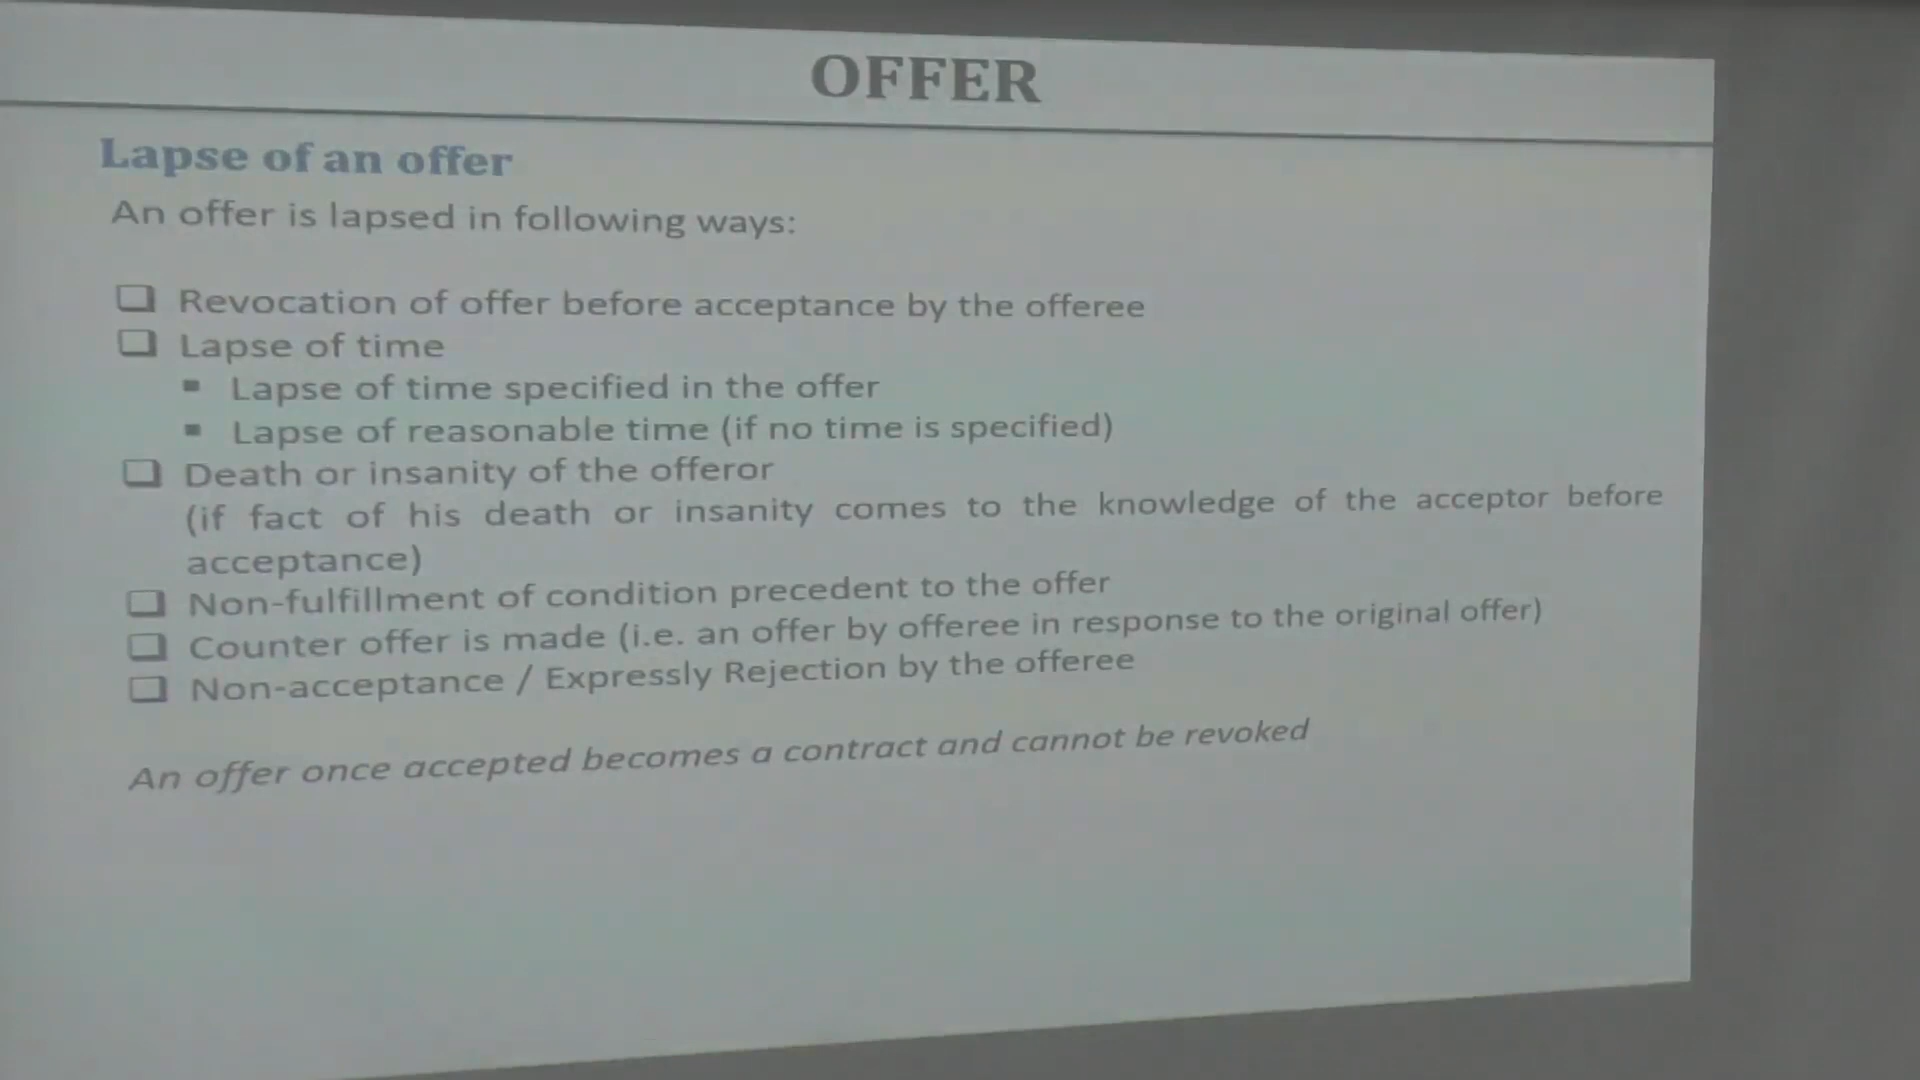 OFFER
Lapse of an offer
An offer is lapsed in following ways:
❑ Revocation of offer before acceptance by the offeree
❑ Lapse of time
▪ Lapse of time specified in the offer
▪ Lapse of reasonable time (if no time is specified)
❑ Death or insanity of the offeror
(if fact of his death or insanity comes to the knowledge of the acceptor before
acceptance)
❑ Non-fulfillment of condition precedent to the offer
❑ Counter offer is made (i.e. an offer by offeree in response to the original offer)
❑ Non-acceptance / Expressly Rejection by the offeree
An offer once accepted becomes a contract and cannot be revoked